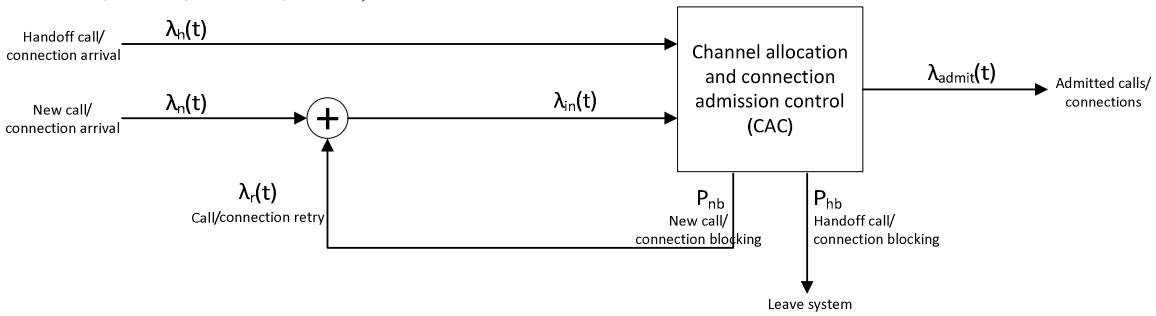 Handoff call/
connection arrival
λh(t)
New call/
connection arrival
λn(t)
+
λin(t)
Channel allocation
and connection
admission control
(CAC)
λadmit(t)
Admitted calls/
connections
λr(t)
Call/connection retry
Pnb
New call/
connection blocking
Phb
Handoff call/
connection blocking
Leave system